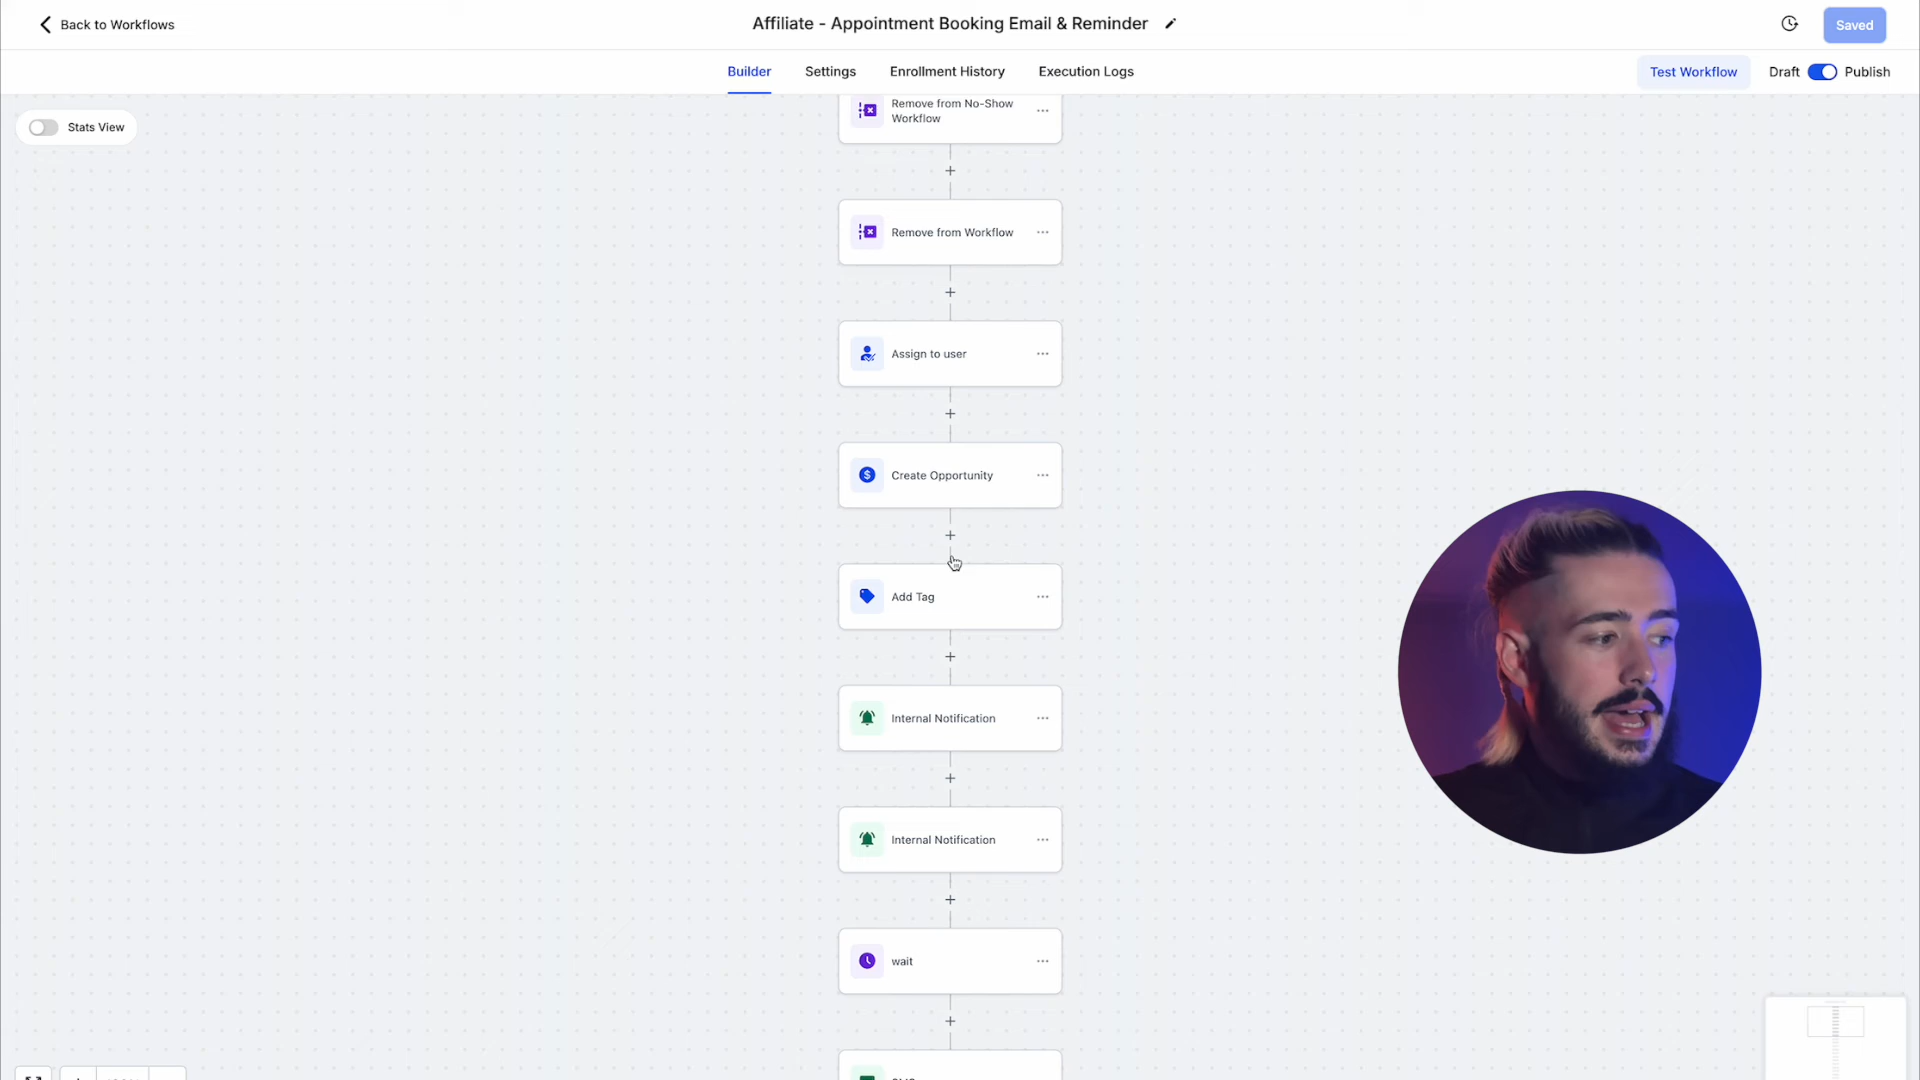 Back to Workflows
Affiliate - Appointment Booking Email & Reminder
Saved
Builder
Settings
Enrollment History
Execution Logs
Test Workflow
Draft
Publish
Stats View
Remove from No-Show
Workflow
Remove from Workflow
Assign to user
Create Opportunity
Add Tag
Internal Notification
Internal Notification
wait